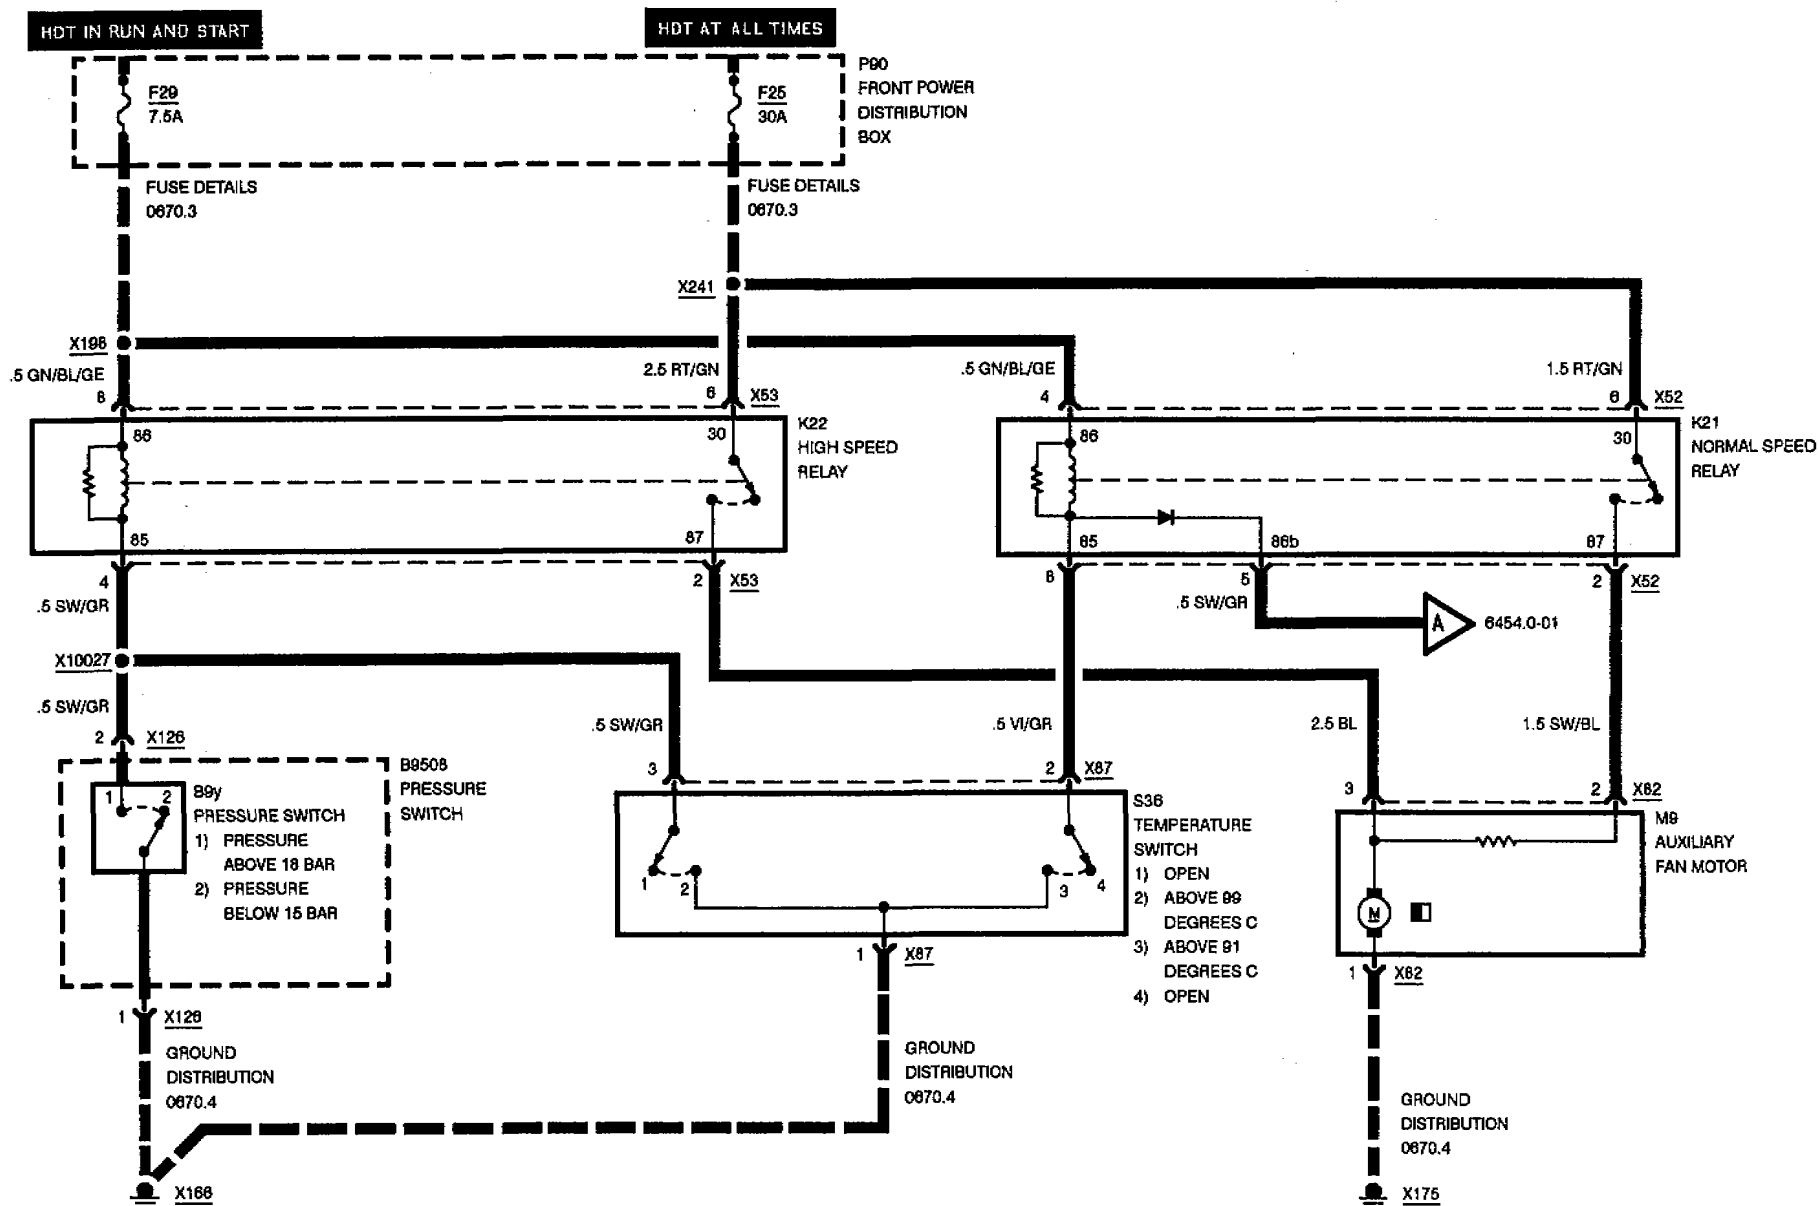 HOT IN RUN AND START
HOT AT ALL TIMES
P90
FRONT POWER
DISTRIBUTION
BOX
F29
7.5A
F25
30A
FUSE DETAILS
0670.3
FUSE DETAILS
0670.3
X241
X198
.5 GN/BL/GE
2.5 RT/GN
.5 GN/BL/GE
1.5 RT/GN
8
6
X53
4
6
X52
86
30
K22
HIGH SPEED
RELAY
86
30
K21
NORMAL SPEED
RELAY
85
87
85
86b
87
4
2
X53
8
5
2
X52
.5 SW/GR
.5 SW/GR
A
6454.0-01
X10027
.5 SW/GR
.5 SW/GR
.5 VI/GR
2.5 BL
1.5 SW/BL
2
X126
3
2
X87
3
2
X82
B9508
PRESSURE
SWITCH
1
2
B9y
PRESSURE SWITCH
1) PRESSURE
ABOVE 18 BAR
2) PRESSURE
BELOW 15 BAR
S36
TEMPERATURE
SWITCH
1) OPEN
2) ABOVE 99
DEGREES C
3) ABOVE 91
DEGREES C
4) OPEN
1
2
3
4
M9
AUXILIARY
FAN MOTOR
M
1
X87
1
X82
1
X126
GROUND
DISTRIBUTION
0670.4
GROUND
DISTRIBUTION
0670.4
GROUND
DISTRIBUTION
0670.4
X166
X175